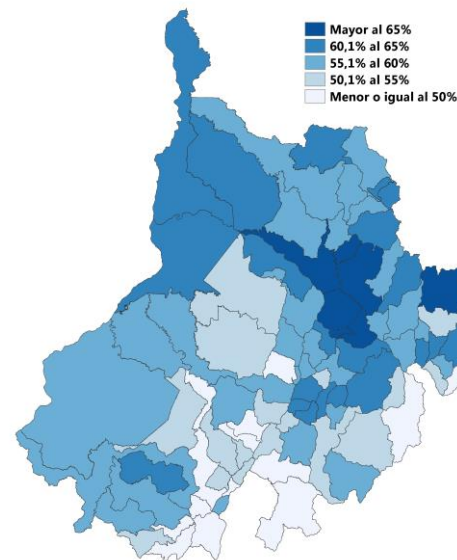 Mayor al 65%
60,1% al 65%
55,1% al 60%
50,1% al 55%
Menor o igual al 50%